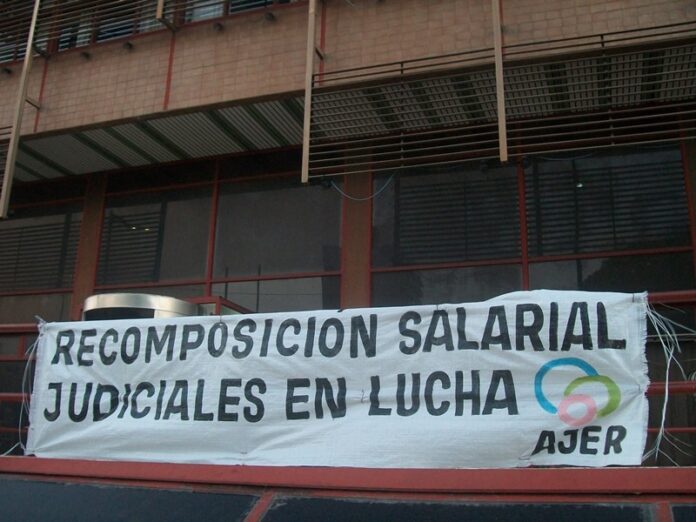 RECOMPOSICION SALARIAL
JUDICIALES EN LUCHA
AJER